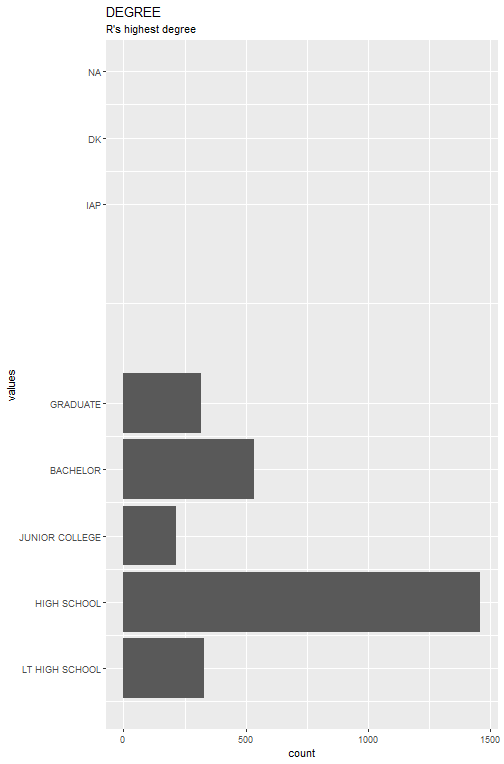 DEGREE
R's highest degree
NA
DK
IAP
values
GRADUATE
BACHELOR
JUNIOR COLLEGE
HIGH SCHOOL
LT HIGH SCHOOL
0 500 1000 1500
count